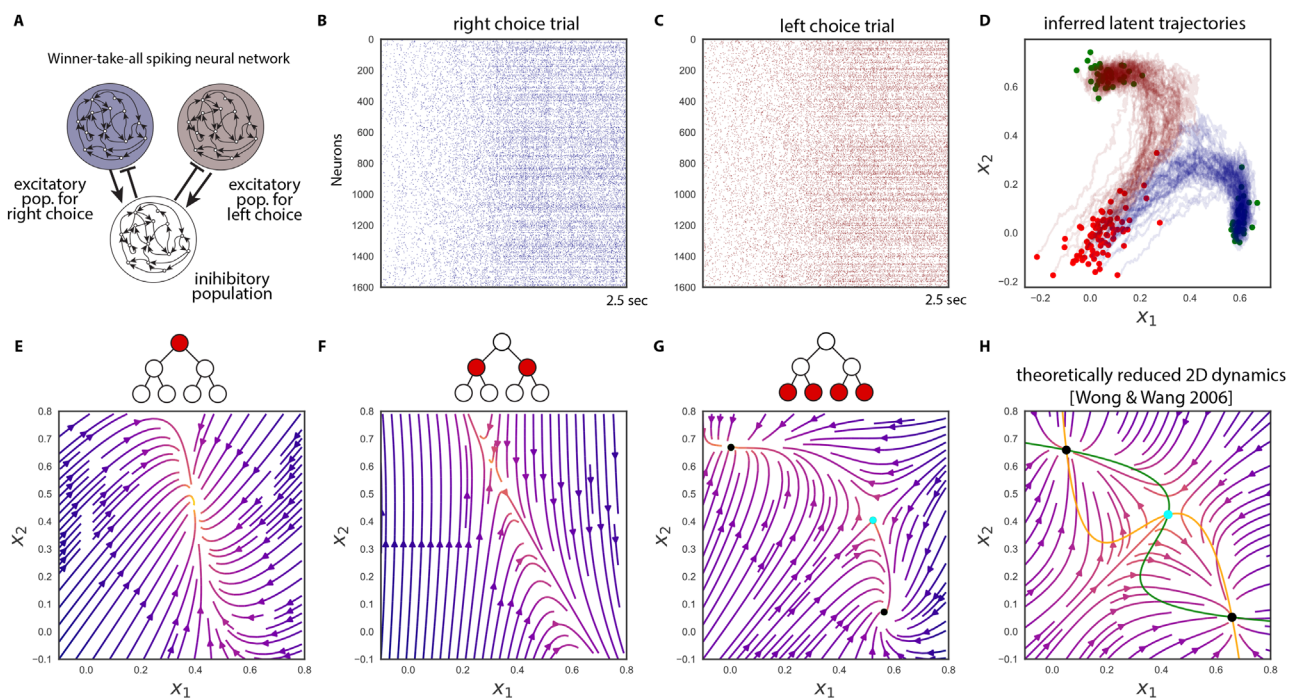 A
Winner-take-all spiking neural network
excitatory
pop. for
right choice
excitatory
pop. for
left choice
inihibitory
population
B
right choice trial
Neurons
0
200
400
600
800
1000
1200
1400
1600
2.5 sec
C
left choice trial
0
200
400
600
800
1000
1200
1400
1600
2.5 sec
D
inferred latent trajectories
x2
0.6
0.4
0.2
0.0
−0.2
−0.2
0.0
0.2
0.4
0.6
x1
E
x2
0.8
0.7
0.6
0.5
0.4
0.3
0.2
0.1
0.0
−0.1
0.0
0.2
0.4
0.6
0.8
x1
F
x2
0.8
0.7
0.6
0.5
0.4
0.3
0.2
0.1
0.0
−0.1
0.0
0.2
0.4
0.6
0.8
x1
G
x2
0.8
0.7
0.6
0.5
0.4
0.3
0.2
0.1
0.0
−0.1
0.0
0.2
0.4
0.6
0.8
x1
H
theoretically reduced 2D dynamics
[Wong & Wang 2006]
x2
0.8
0.7
0.6
0.5
0.4
0.3
0.2
0.1
0.0
−0.1
0.0
0.2
0.4
0.6
0.8
x1